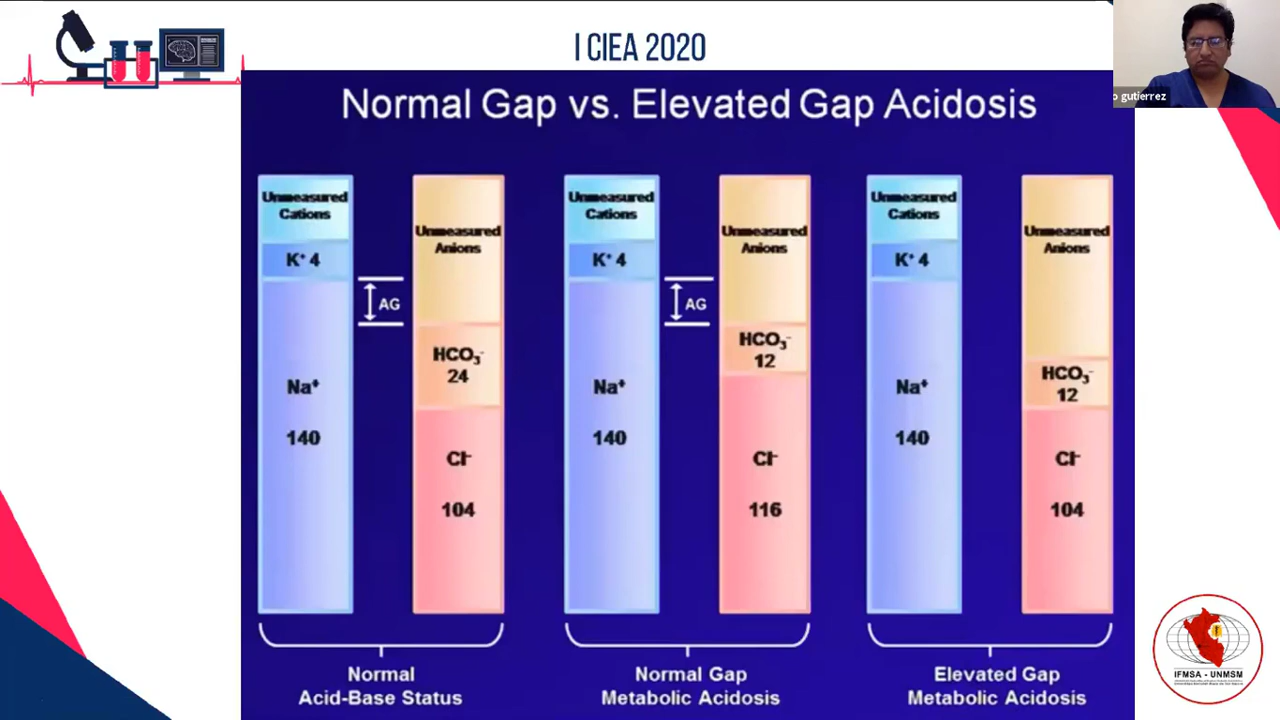 I CIEA 2020
o gutierrez
Normal Gap vs. Elevated Gap Acidosis
Unmeasured
Cations
K⁺ 4
Na⁺
140
AG
Unmeasured
Anions
HCO₃⁻
24
Cl⁻
104
Normal
Acid-Base Status
Unmeasured
Cations
K⁺ 4
Na⁺
140
AG
Unmeasured
Anions
HCO₃⁻
12
Cl⁻
116
Normal Gap
Metabolic Acidosis
Unmeasured
Cations
K⁺ 4
Na⁺
140
Unmeasured
Anions
HCO₃⁻
12
Cl⁻
104
Elevated Gap
Metabolic Acidosis
IFMSA - UNMSM